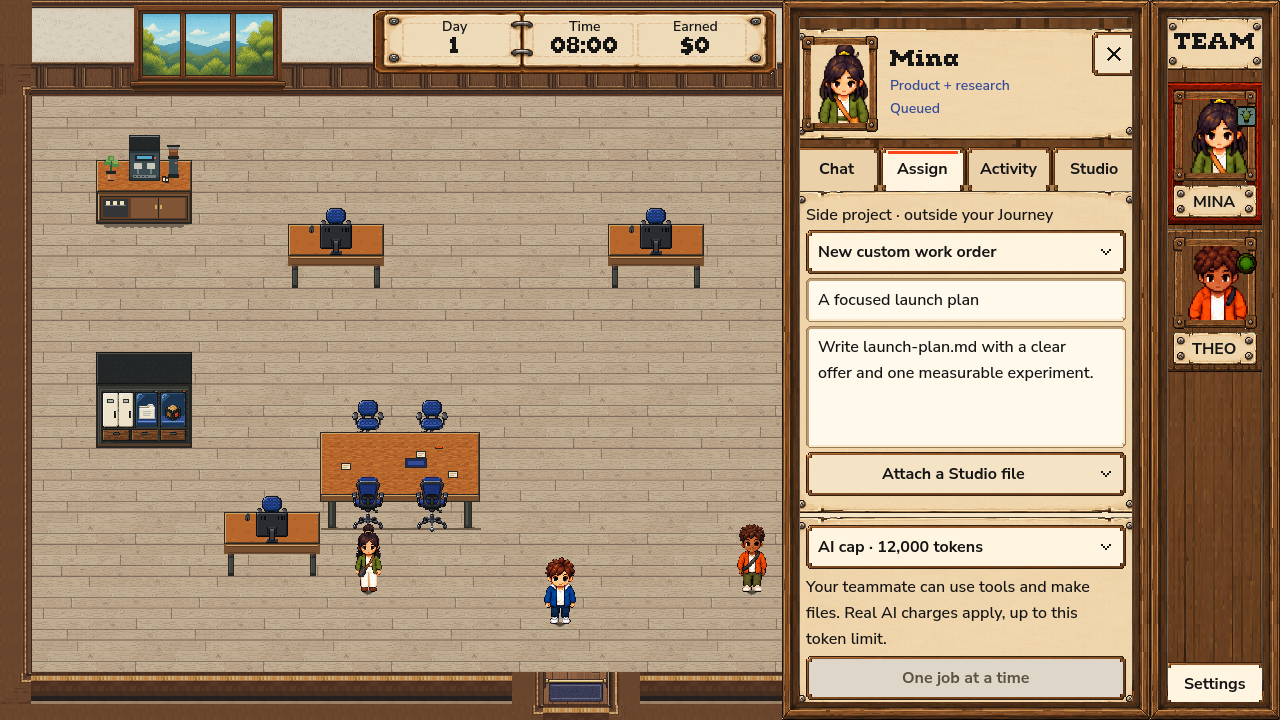 Day
1
Time
08:00
Earned
$0
Mina
Product + research
Queued
Chat
Assign
Activity
Studio
Side project · outside your Journey
New custom work order
A focused launch plan
Write launch-plan.md with a clear
offer and one measurable experiment.
Attach a Studio file
AI cap · 12,000 tokens
Your teammate can use tools and make
files. Real AI charges apply, up to this
token limit.
One job at a time
TEAM
MINA
THEO
Settings